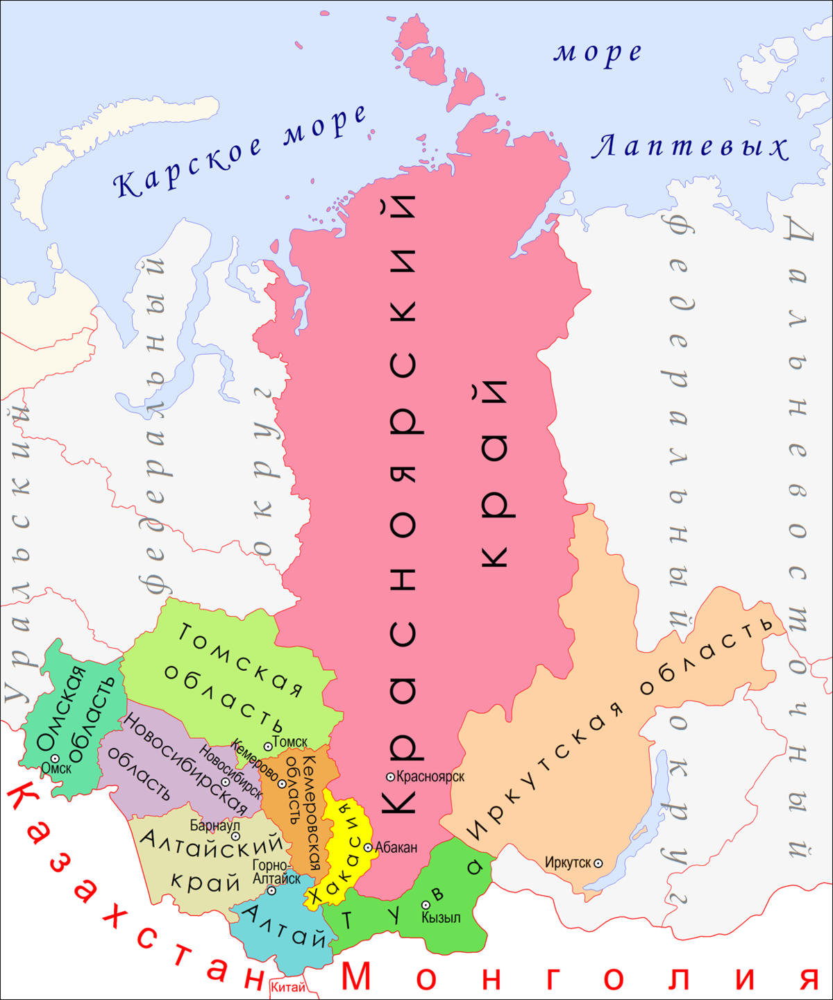 море
Карское море
Лаптевых
Красноярский
край
Уральский
федеральный
округ
Дальневосточный
федеральный
округ
Томская
область
Томск
Омская
область
Омск
Новосибирская
область
Новосибирск
Кемерово
Кемеровская
область
Красноярск
Иркутская область
Иркутск
Хакасия
Абакан
Барнаул
Алтайский
край
Горно-
Алтайск
Алтай
Тува
Кызыл
Казахстан
Китай
Монголия